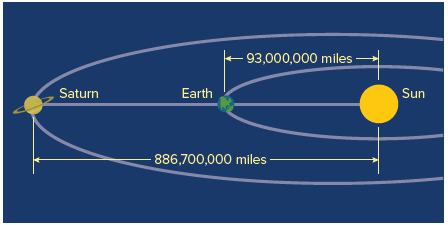 93,000,000 miles
Saturn
Earth
Sun
886,700,000 miles